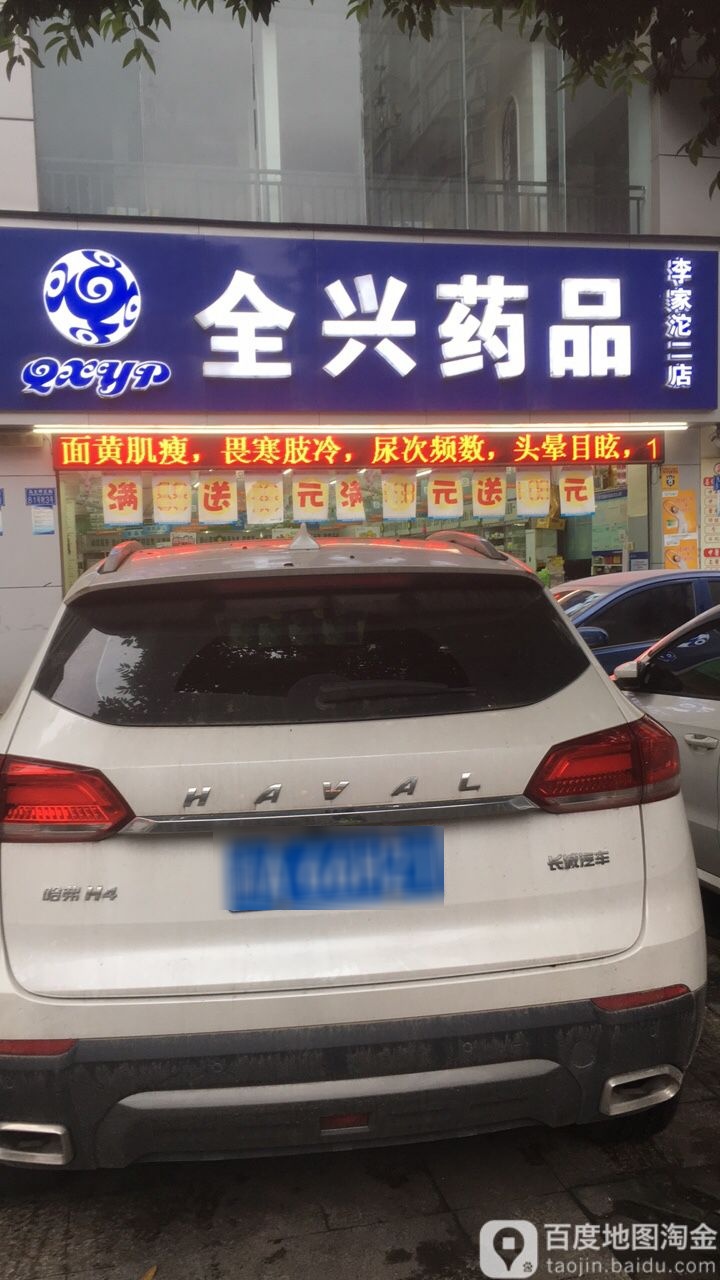 QXYP
全兴药品
李家沱二店
面黄肌瘦，畏寒肢冷，尿次频数，头晕目眩，1
满 送 元 满 元 送 元
HAVAL
哈弗 H4
长城汽车
百度地图淘金
taojin.baidu.com